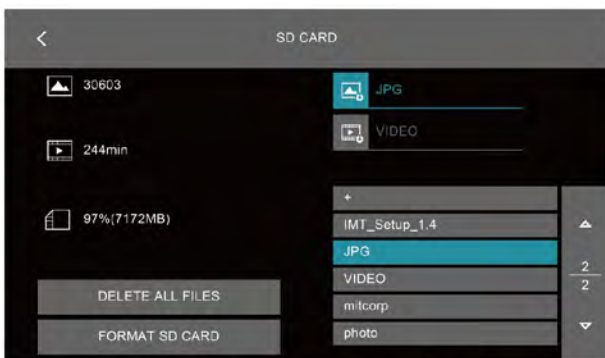 SD CARD
30603
244min
97%(7172MB)
DELETE ALL FILES
FORMAT SD CARD
JPG
VIDEO
+
IMT_Setup_1.4
JPG
VIDEO
mitcorp
photo
2
2